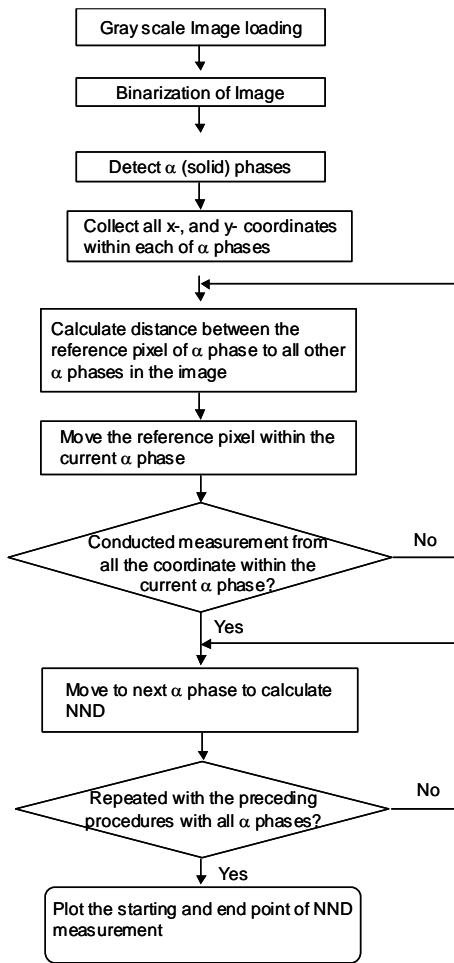 Gray scale Image loading
Binarization of Image
Detect α (solid) phases
Collect all x-, and y- coordinates
within each of α phases
Calculate distance between the
reference pixel of α phase to all other
α phases in the image
Move the reference pixel within the
current α phase
Conducted measurement from
all the coordinate within the
current α phase?
No
Yes
Move to next α phase to calculate
NND
Repeated with the preceding
procedures with all α phases?
No
Yes
Plot the starting and end point of NND
measurement